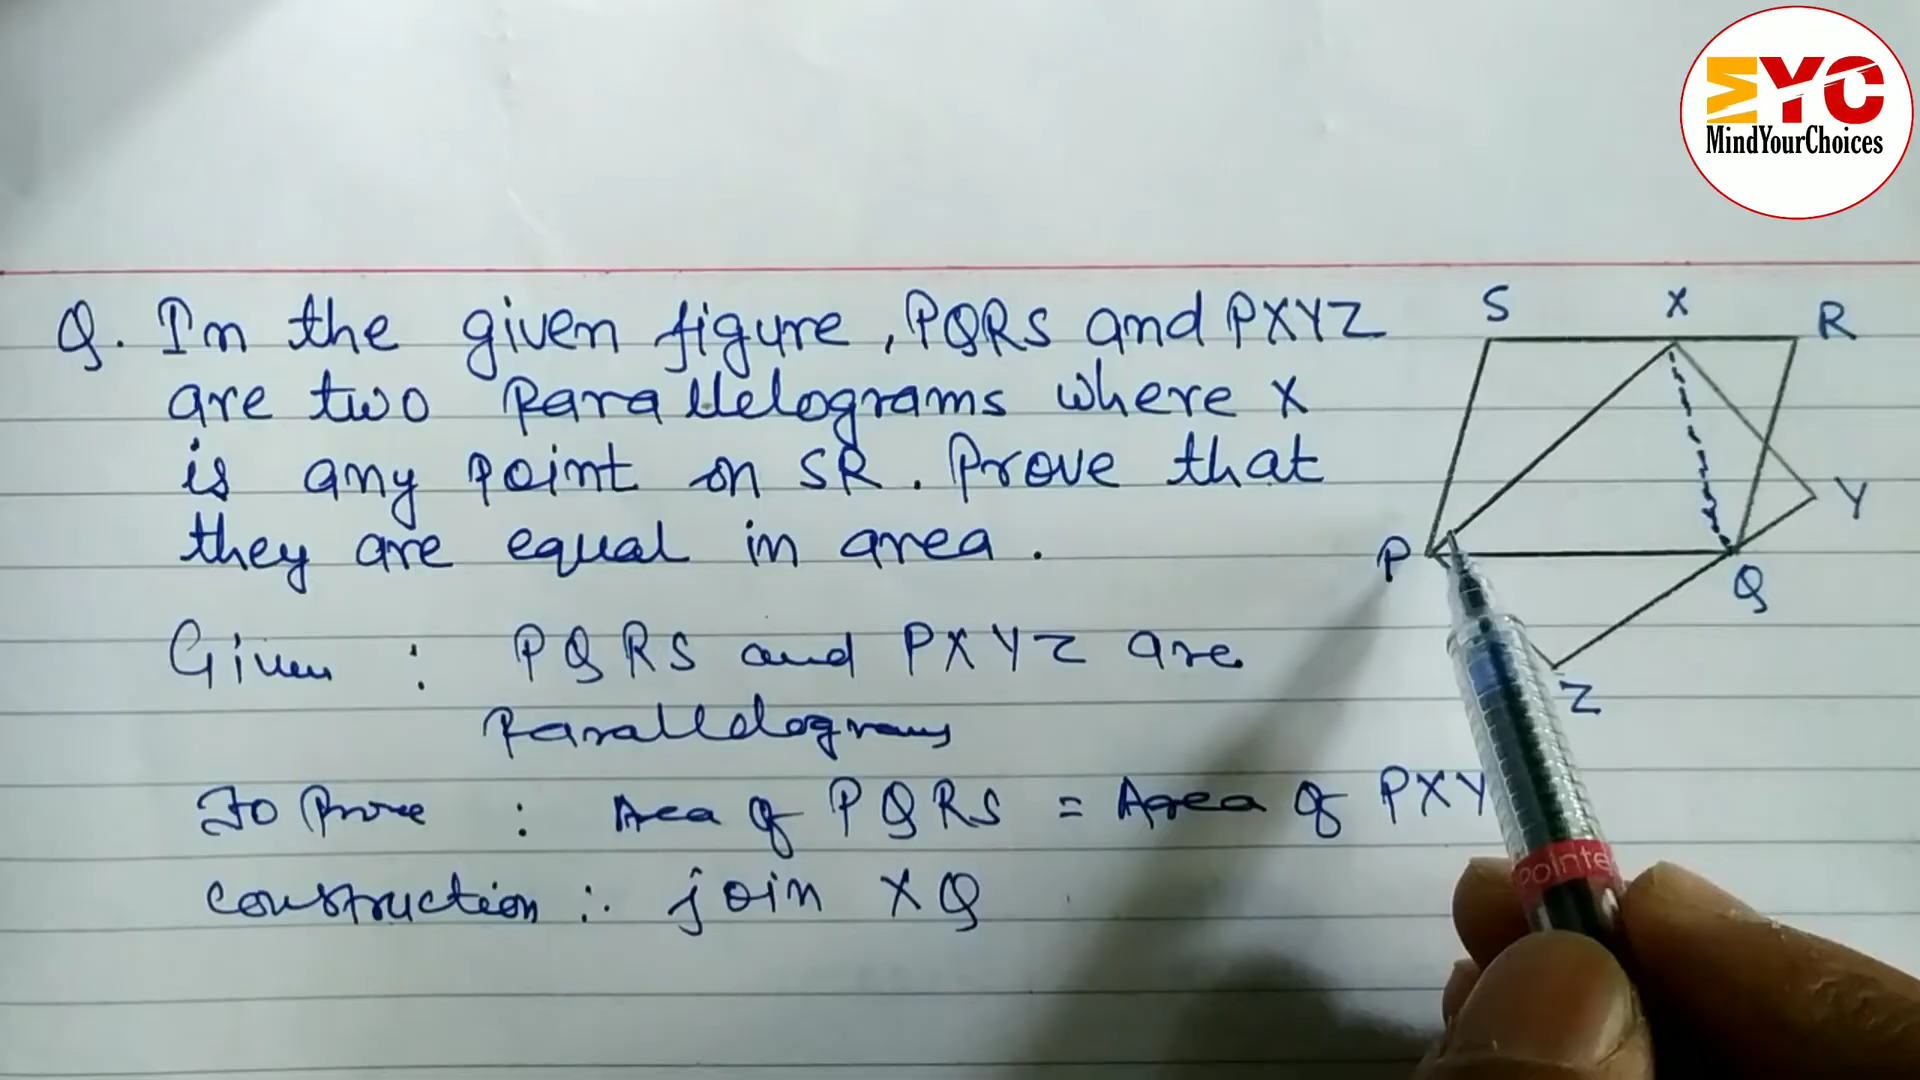 MYC
MindYourChoices
Q. In the given figure, PQRS and PXYZ
are two parallelograms where X
is any point on SR. Prove that
they are equal in area.
S X R
Y
P Q
Z
Given : PQRS and PXYZ are
parallelograms
To Prove : Area of PQRS = Area of PXY
construction :. join XQ
pointe